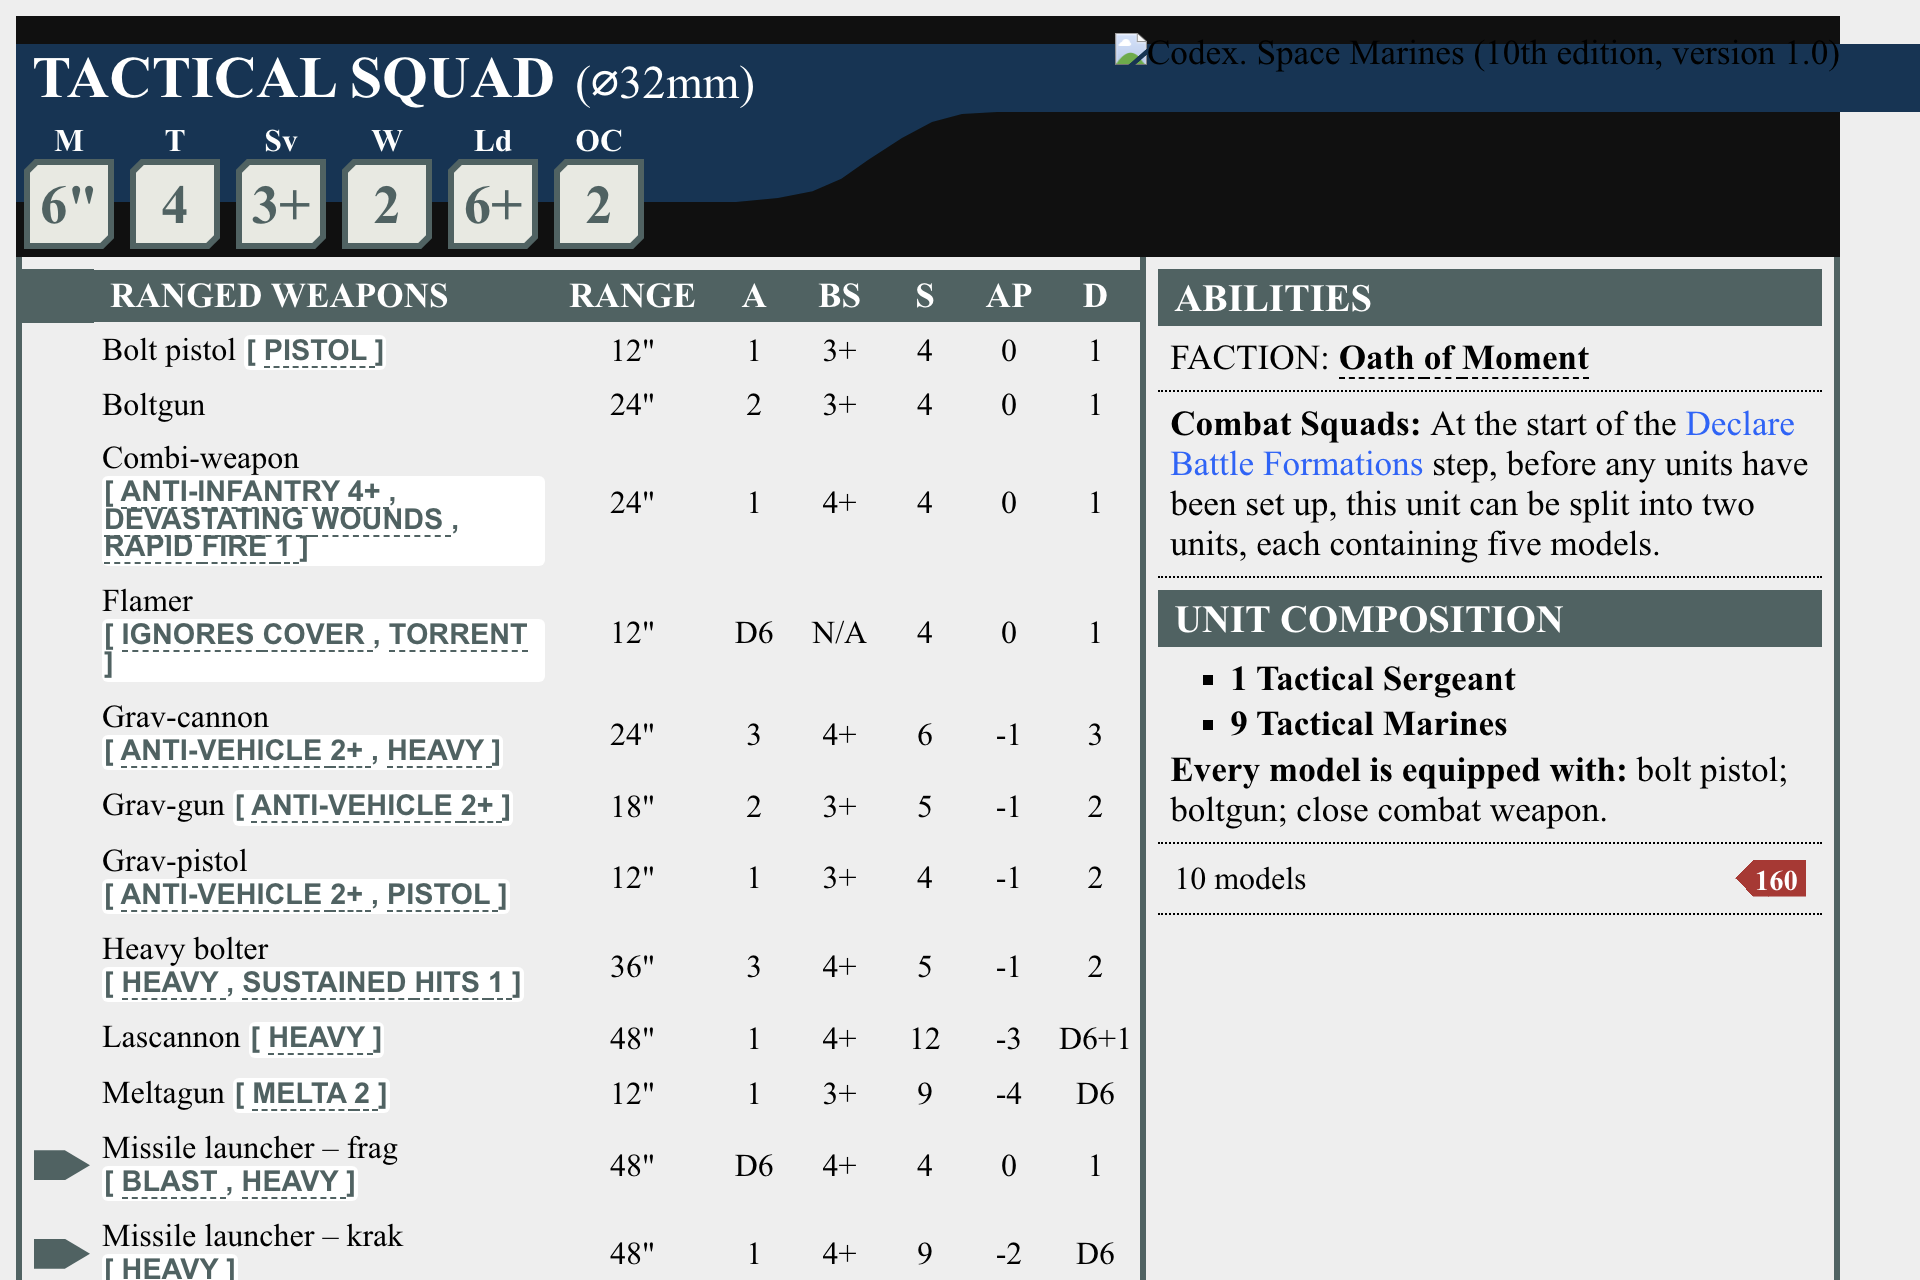 Codex. Space Marines (10th edition, version 1.0)
TACTICAL SQUAD (⌀32mm)
M T Sv W Ld OC
6" 4 3+ 2 6+ 2
RANGED WEAPONS RANGE A BS S AP D
Bolt pistol [ PISTOL ] 12" 1 3+ 4 0 1
Boltgun 24" 2 3+ 4 0 1
Combi-weapon
[ ANTI-INFANTRY 4+ ,
DEVASTATING WOUNDS ,
RAPID FIRE 1 ] 24" 1 4+ 4 0 1
Flamer
[ IGNORES COVER , TORRENT
] 12" D6 N/A 4 0 1
Grav-cannon
[ ANTI-VEHICLE 2+ , HEAVY ] 24" 3 4+ 6 -1 3
Grav-gun [ ANTI-VEHICLE 2+ ] 18" 2 3+ 5 -1 2
Grav-pistol
[ ANTI-VEHICLE 2+ , PISTOL ] 12" 1 3+ 4 -1 2
Heavy bolter
[ HEAVY , SUSTAINED HITS 1 ] 36" 3 4+ 5 -1 2
Lascannon [ HEAVY ] 48" 1 4+ 12 -3 D6+1
Meltagun [ MELTA 2 ] 12" 1 3+ 9 -4 D6
Missile launcher – frag
[ BLAST , HEAVY ] 48" D6 4+ 4 0 1
Missile launcher – krak
[ HEAVY ] 48" 1 4+ 9 -2 D6
ABILITIES
FACTION: Oath of Moment
Combat Squads: At the start of the Declare
Battle Formations step, before any units have
been set up, this unit can be split into two
units, each containing five models.
UNIT COMPOSITION
▪ 1 Tactical Sergeant
▪ 9 Tactical Marines
Every model is equipped with: bolt pistol;
boltgun; close combat weapon.
10 models 160